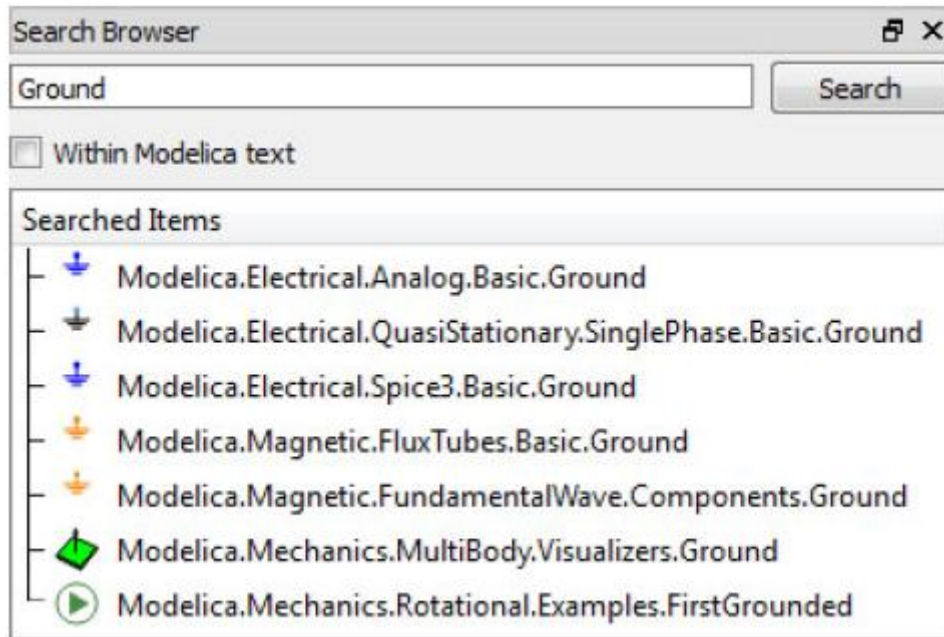 Search Browser
Ground
Search
Within Modelica text
Searched Items
Modelica.Electrical.Analog.Basic.Ground
Modelica.Electrical.QuasiStationary.SinglePhase.Basic.Ground
Modelica.Electrical.Spice3.Basic.Ground
Modelica.Magnetic.FluxTubes.Basic.Ground
Modelica.Magnetic.FundamentalWave.Components.Ground
Modelica.Mechanics.MultiBody.Visualizers.Ground
Modelica.Mechanics.Rotational.Examples.FirstGrounded